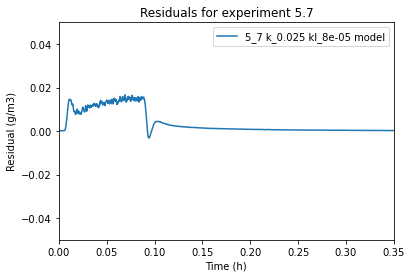 Residuals for experiment 5.7
5_7 k_0.025 kl_8e-05 model
Residual (g/m3)
0.04
0.02
0.00
−0.02
−0.04
0.00 0.05 0.10 0.15 0.20 0.25 0.30 0.35
Time (h)